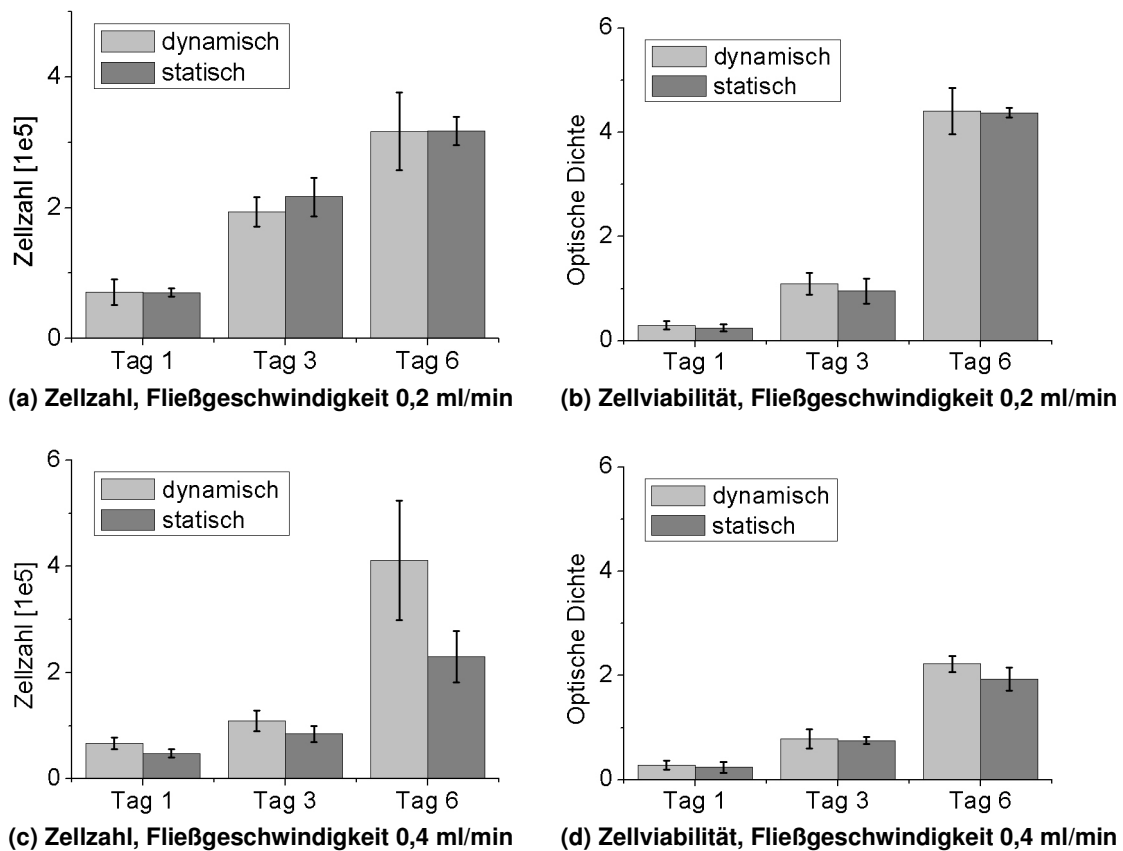 dynamisch
statisch
Zellzahl [1e5]
4
2
0
Tag 1 Tag 3 Tag 6
(a) Zellzahl, Fließgeschwindigkeit 0,2 ml/min
dynamisch
statisch
Optische Dichte
6
4
2
0
Tag 1 Tag 3 Tag 6
(b) Zellviabilität, Fließgeschwindigkeit 0,2 ml/min
dynamisch
statisch
Zellzahl [1e5]
6
4
2
0
Tag 1 Tag 3 Tag 6
(c) Zellzahl, Fließgeschwindigkeit 0,4 ml/min
dynamisch
statisch
Optische Dichte
6
4
2
0
Tag 1 Tag 3 Tag 6
(d) Zellviabilität, Fließgeschwindigkeit 0,4 ml/min